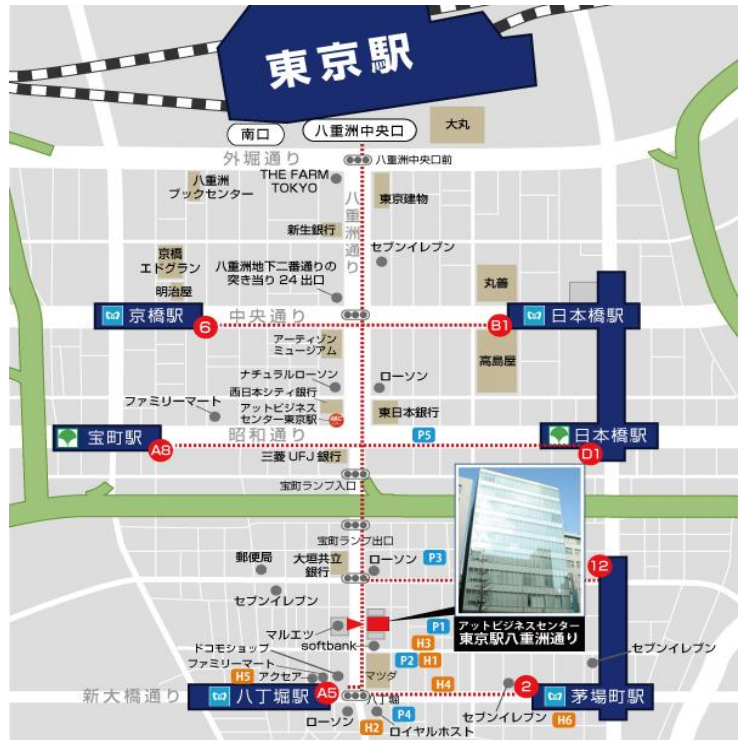 東京駅
南口
八重洲中央口
大丸
外堀通り
八重洲中央口前
八重洲
ブックセンター
THE FARM
TOKYO
八重洲通り
東京建物
新生銀行
セブンイレブン
京橋
エドグラン
八重洲地下二番通りの
突き当り24出口
丸善
明治屋
京橋駅
6
中央通り
B1
日本橋駅
アーティゾン
ミュージアム
高島屋
ナチュラルローソン
ローソン
西日本シティ銀行
ファミリーマート
アットビジネス
センター東京駅
ABC
東日本銀行
宝町駅
A8
昭和通り
P5
日本橋駅
D1
三菱UFJ銀行
宝町ランプ入口
宝町ランプ出口
郵便局
大垣共立
銀行
ローソン
P3
12
セブンイレブン
アットビジネスセンター
東京駅八重洲通り
マルエツ
softbank
P1
H3
ドコモショップ
P2
H1
セブンイレブン
ファミリーマート
H5
アクセア
マツダ
H4
新大橋通り
八丁堀駅
A5
八丁堀
2
茅場町駅
ローソン
H2
P4
ロイヤルホスト
セブンイレブン
H6